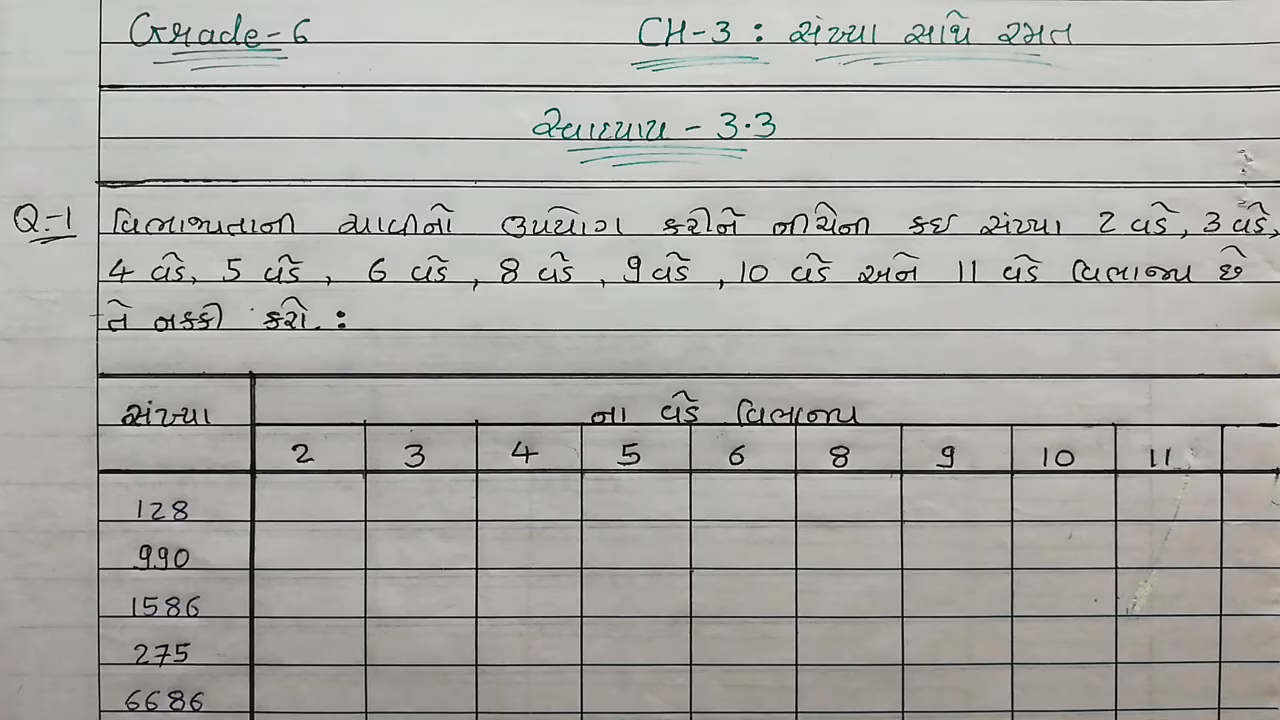 Grade-6 CH-3 : સંખ્યા સાથે રમત
સ્વાધ્યાય - 3.3
Q-1 વિભાજ્યતાની ચાવીનો ઉપયોગ કરીને નીચેના કઇ સંખ્યા 2 વડે, 3 વડે,
4 વડે, 5 વડે, 6 વડે, 8 વડે, 9 વડે, 10 વડે અને 11 વડે વિભાજ્ય છે
તે નક્કી કરો. :
સંખ્યા ના વડે વિભાજ્ય
2 3 4 5 6 8 9 10 11
128
990
1586
275
6686